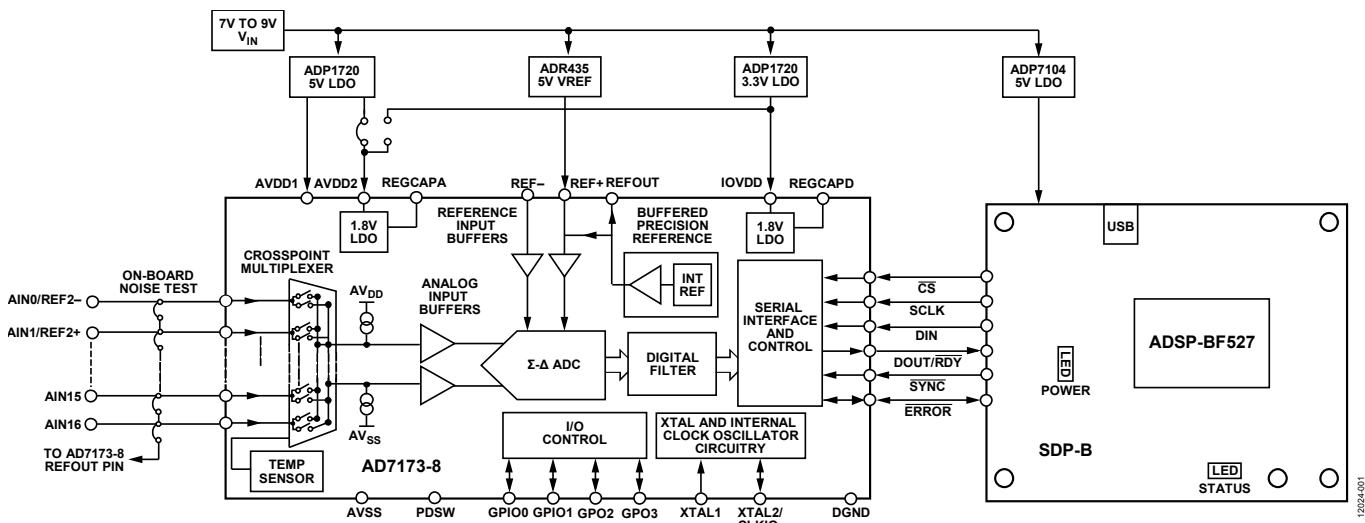 7V TO 9V
VIN
ADP1720
5V LDO
ADR435
5V VREF
ADP1720
3.3V LDO
ADP7104
5V LDO
AVDD1
AVDD2
REGCAPA
REF–
REF+
REFOUT
IOVDD
REGCAPD
1.8V
LDO
REFERENCE
INPUT
BUFFERS
BUFFERED
PRECISION
REFERENCE
1.8V
LDO
USB
CROSSPOINT
MULTIPLEXER
ON-BOARD
NOISE TEST
AVDD
ANALOG
INPUT
BUFFERS
INT
REF
SERIAL
INTERFACE
AND
CONTROL
AIN0/REF2–
AIN1/REF2+
AIN15
AIN16
TO AD7173-8
REFOUT PIN
Σ-Δ ADC
DIGITAL
FILTER
CS
SCLK
DIN
DOUT/RDY
SYNC
ERROR
ADSP-BF527
LED
POWER
AVSS
I/O
CONTROL
XTAL AND INTERNAL
CLOCK OSCILLATOR
CIRCUITRY
TEMP
SENSOR
AD7173-8
SDP-B
LED
STATUS
AVSS
PDSW
GPIO0
GPIO1
GPO2
GPO3
XTAL1
XTAL2/
DGND
12024-001